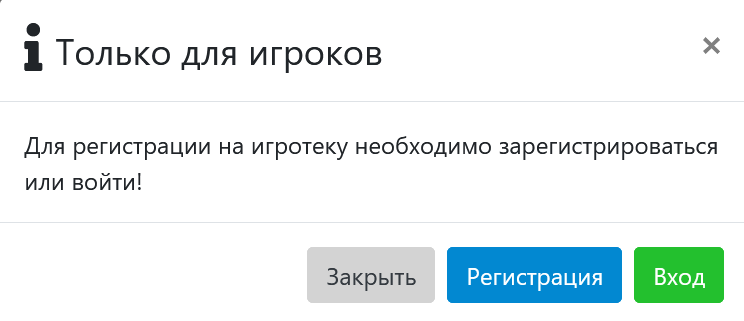 Только для игроков
×
Для регистрации на игротеку необходимо зарегистрироваться
или войти!
Закрыть Регистрация Вход